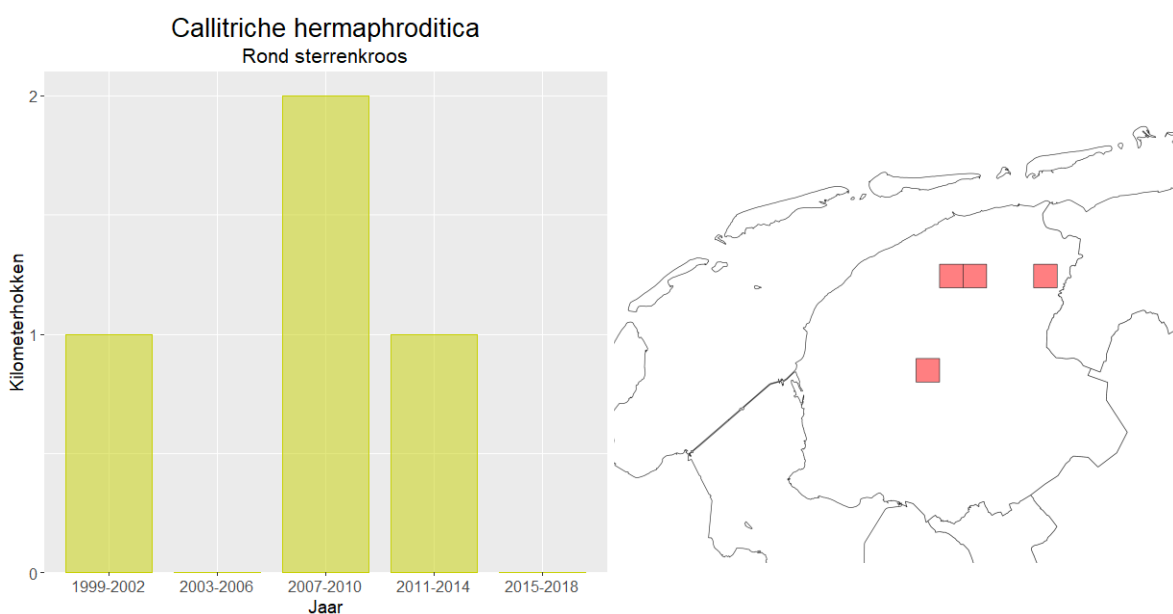 Callitriche hermaphroditica
Rond sterrenkroos
Kilometerhokken
2
1
0
1999-2002 2003-2006 2007-2010 2011-2014 2015-2018
Jaar